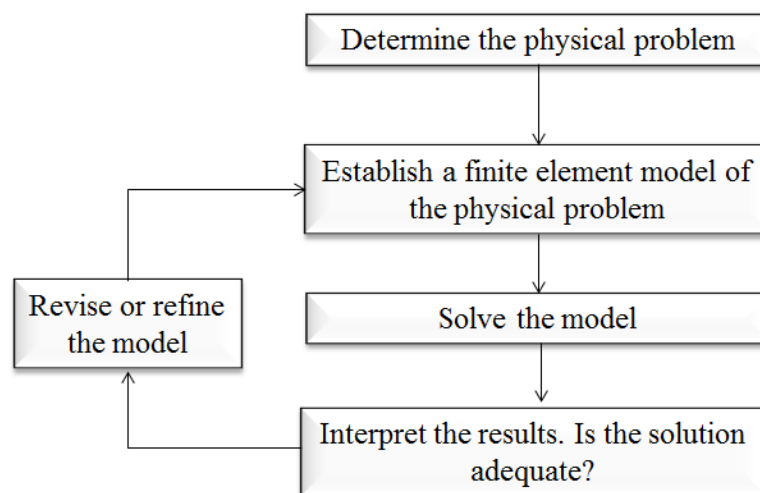 Determine the physical problem
Establish a finite element model of
the physical problem
Revise or refine
the model
Solve the model
Interpret the results. Is the solution
adequate?